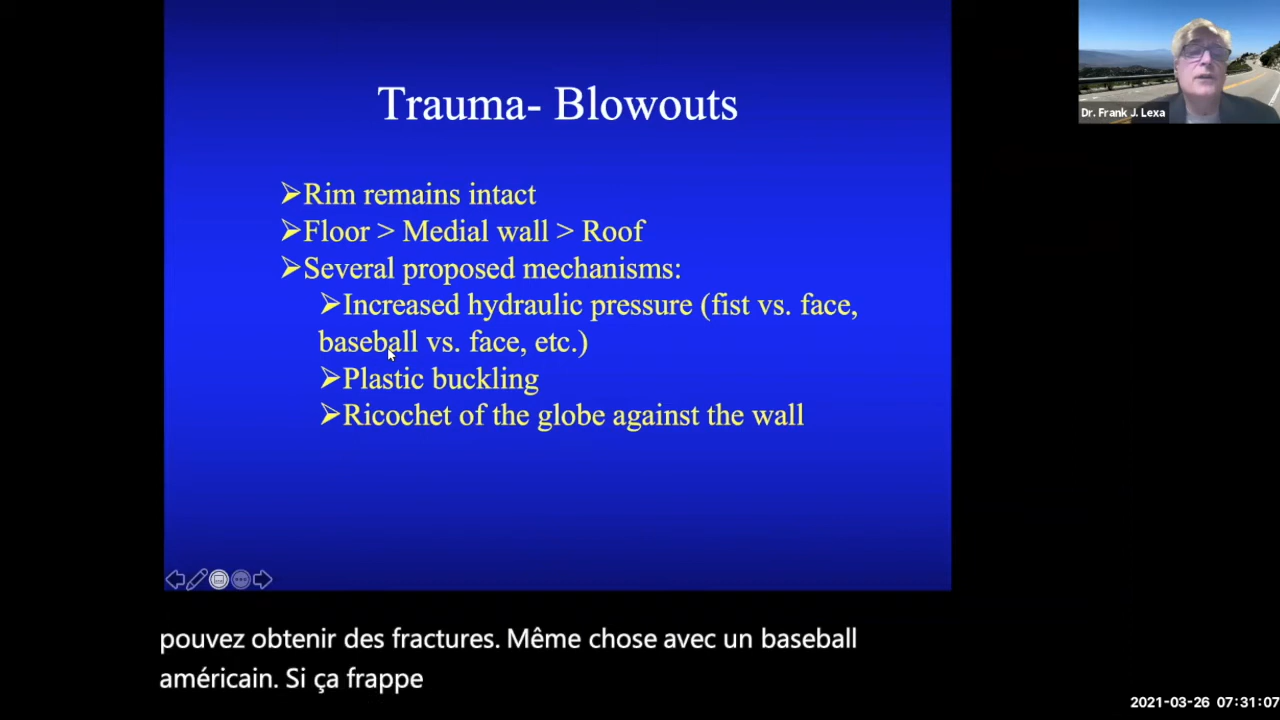 Trauma- Blowouts
➢Rim remains intact
➢Floor > Medial wall > Roof
➢Several proposed mechanisms:
➢Increased hydraulic pressure (fist vs. face,
baseball vs. face, etc.)
➢Plastic buckling
➢Ricochet of the globe against the wall
Dr. Frank J. Lexa
pouvez obtenir des fractures. Même chose avec un baseball
américain. Si ça frappe
2021-03-26 07:31:07